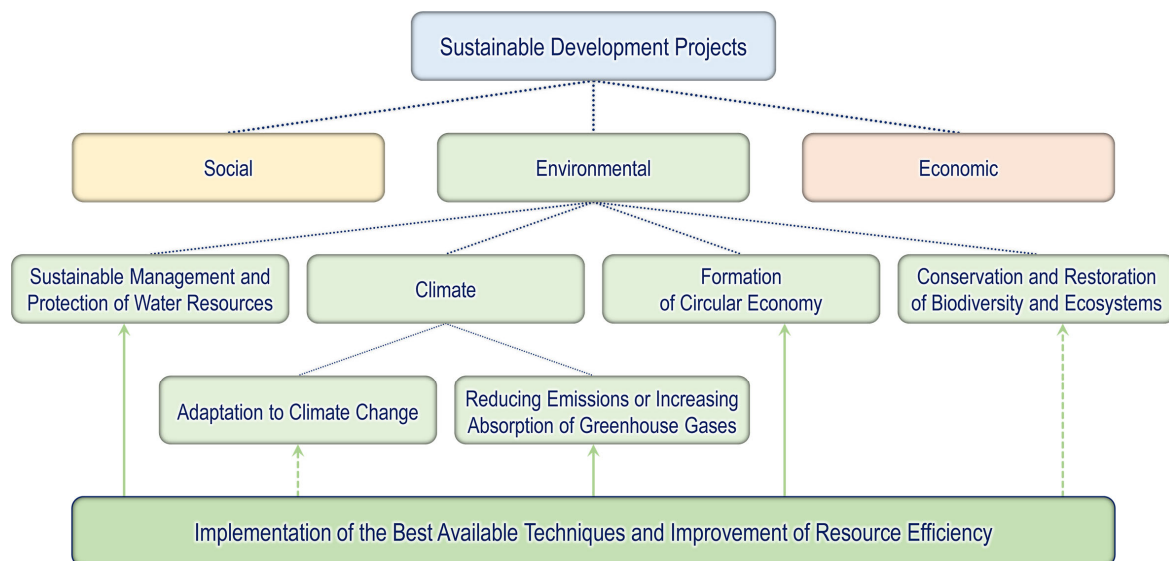 Sustainable Development Projects
Social
Environmental
Economic
Sustainable Management and
Protection of Water Resources
Climate
Formation
of Circular Economy
Conservation and Restoration
of Biodiversity and Ecosystems
Adaptation to Climate Change
Reducing Emissions or Increasing
Absorption of Greenhouse Gases
Implementation of the Best Available Techniques and Improvement of Resource Efficiency